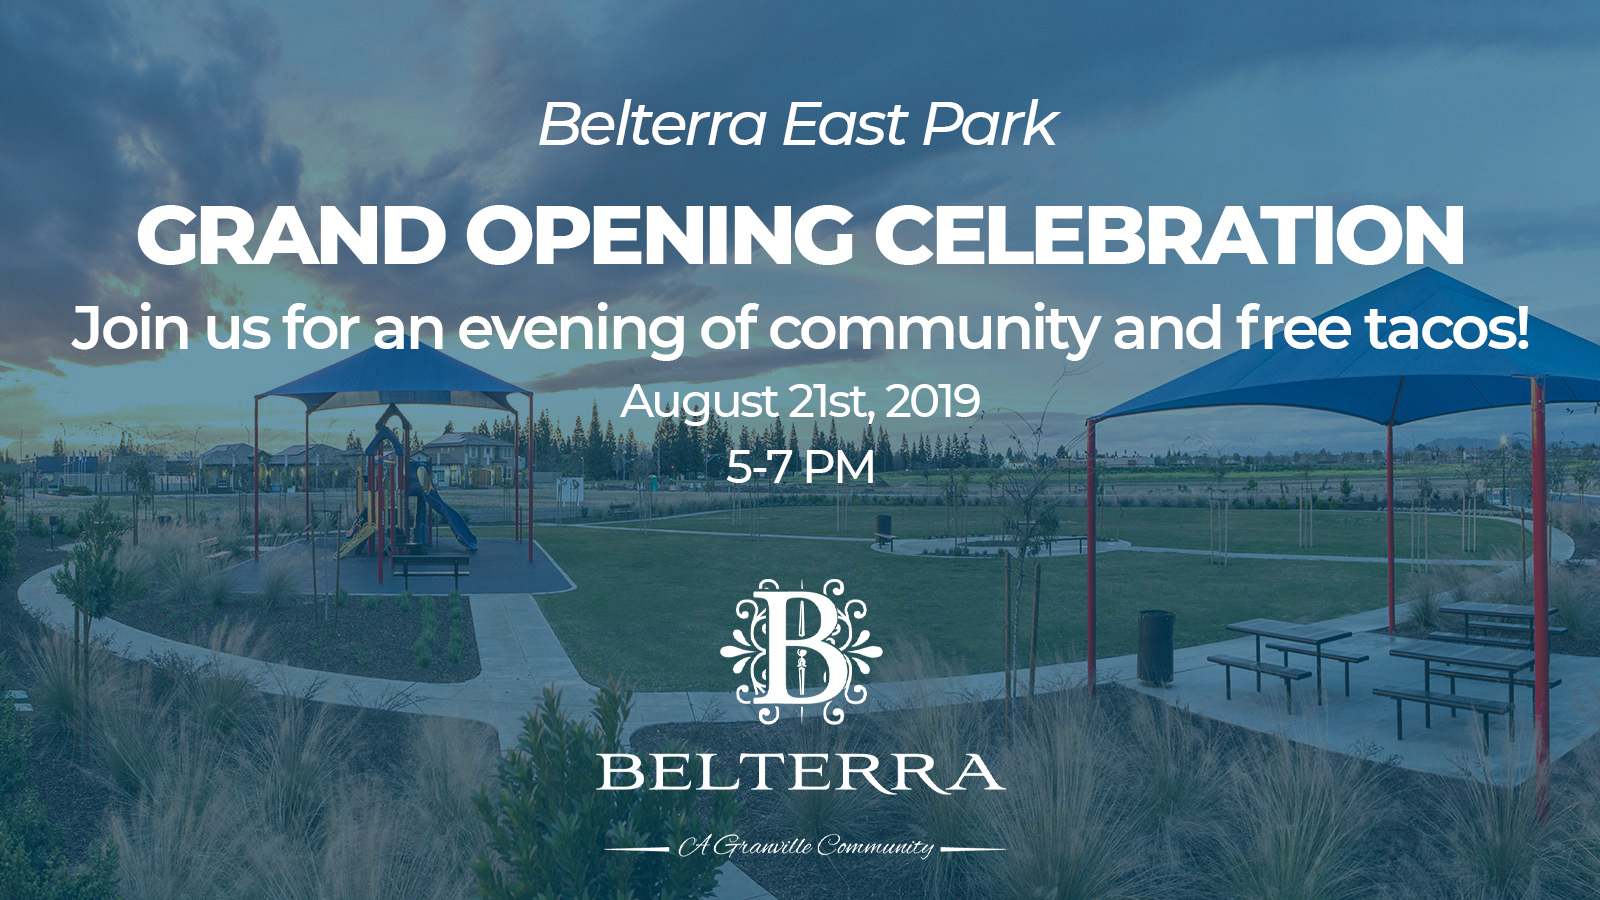 Belterra East Park
GRAND OPENING CELEBRATION
Join us for an evening of community and free tacos!
August 21st, 2019
5-7 PM
B
BELTERRA
A Granville Community